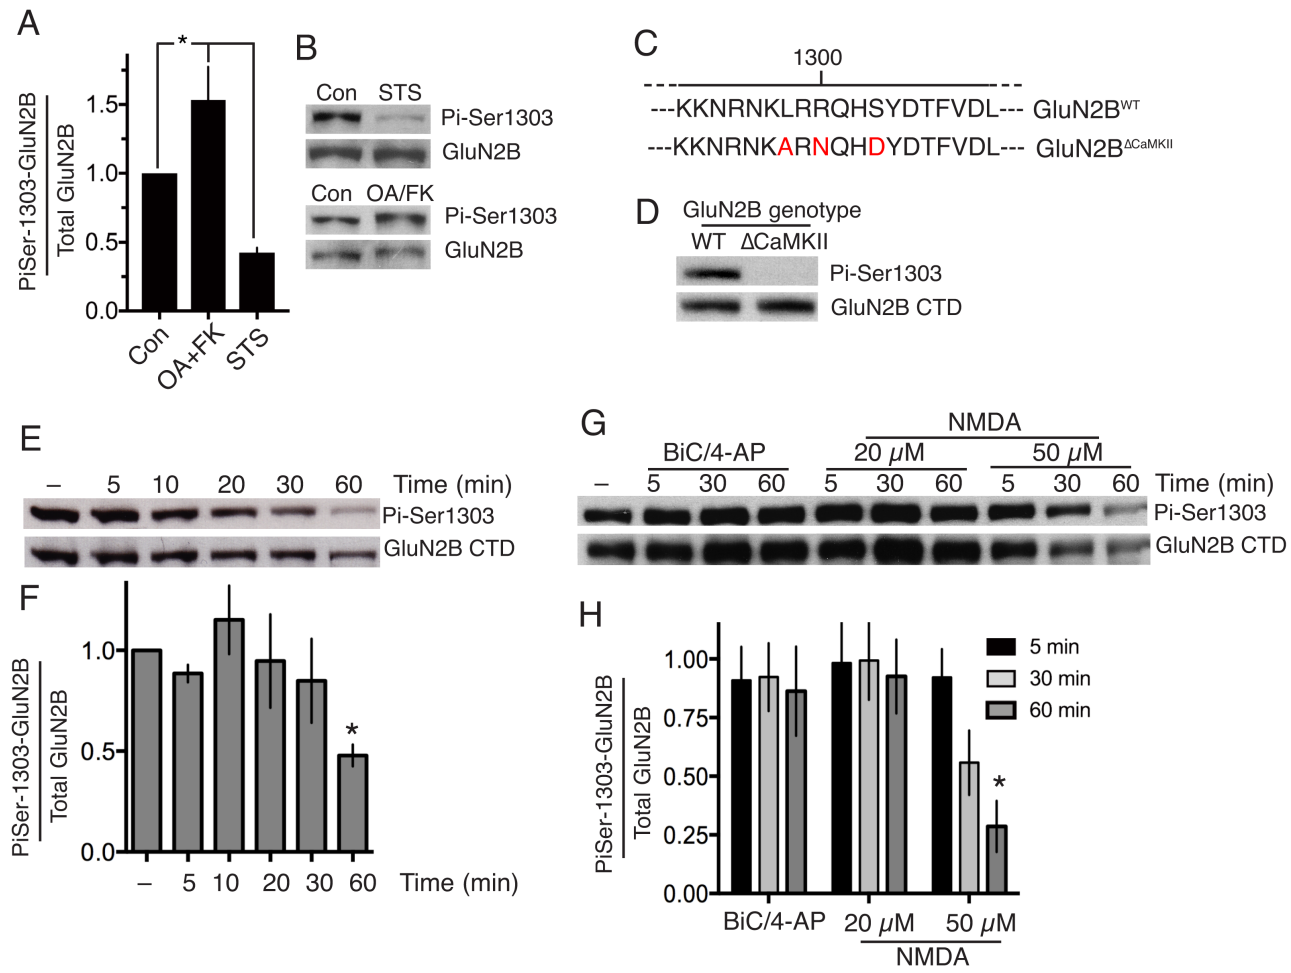 A
*
PiSer-1303-GluN2B
Total GluN2B
1.5
1.0
0.5
0.0
Con
OA+FK
STS
B
Con STS
Pi-Ser1303
GluN2B
Con OA/FK
Pi-Ser1303
GluN2B
C
1300
---KKNRNKLRRQHSYDTFVDL--- GluN2BWT
---KKNRNKARNQHDYDTFVDL--- GluN2BΔCaMKII
D
GluN2B genotype
WT ΔCaMKII
Pi-Ser1303
GluN2B CTD
E
– 5 10 20 30 60 Time (min)
Pi-Ser1303
GluN2B CTD
F
PiSer-1303-GluN2B
Total GluN2B
1.0
0.5
0.0
*
– 5 10 20 30 60 Time (min)
G
NMDA
BiC/4-AP 20 µM 50 µM
– 5 30 60 5 30 60 5 30 60 Time (min)
Pi-Ser1303
GluN2B CTD
H
PiSer-1303-GluN2B
Total GluN2B
1.00
0.75
0.50
0.25
0.00
5 min
30 min
60 min
*
BiC/4-AP 20 µM 50 µM
NMDA